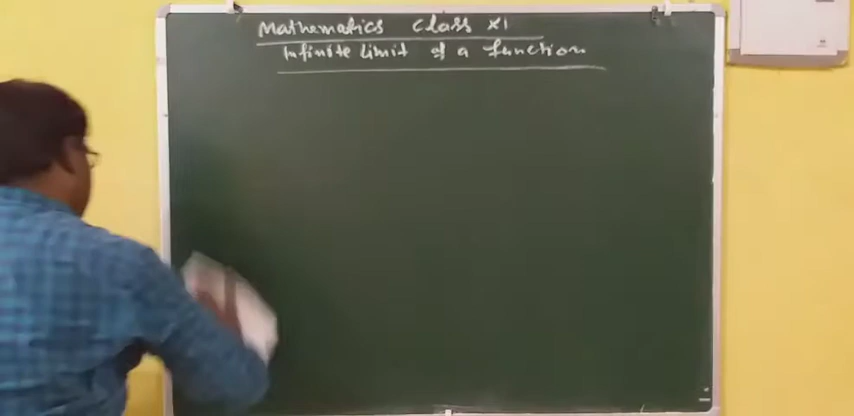 Mathematics Class XI
Infinite Limit of a function